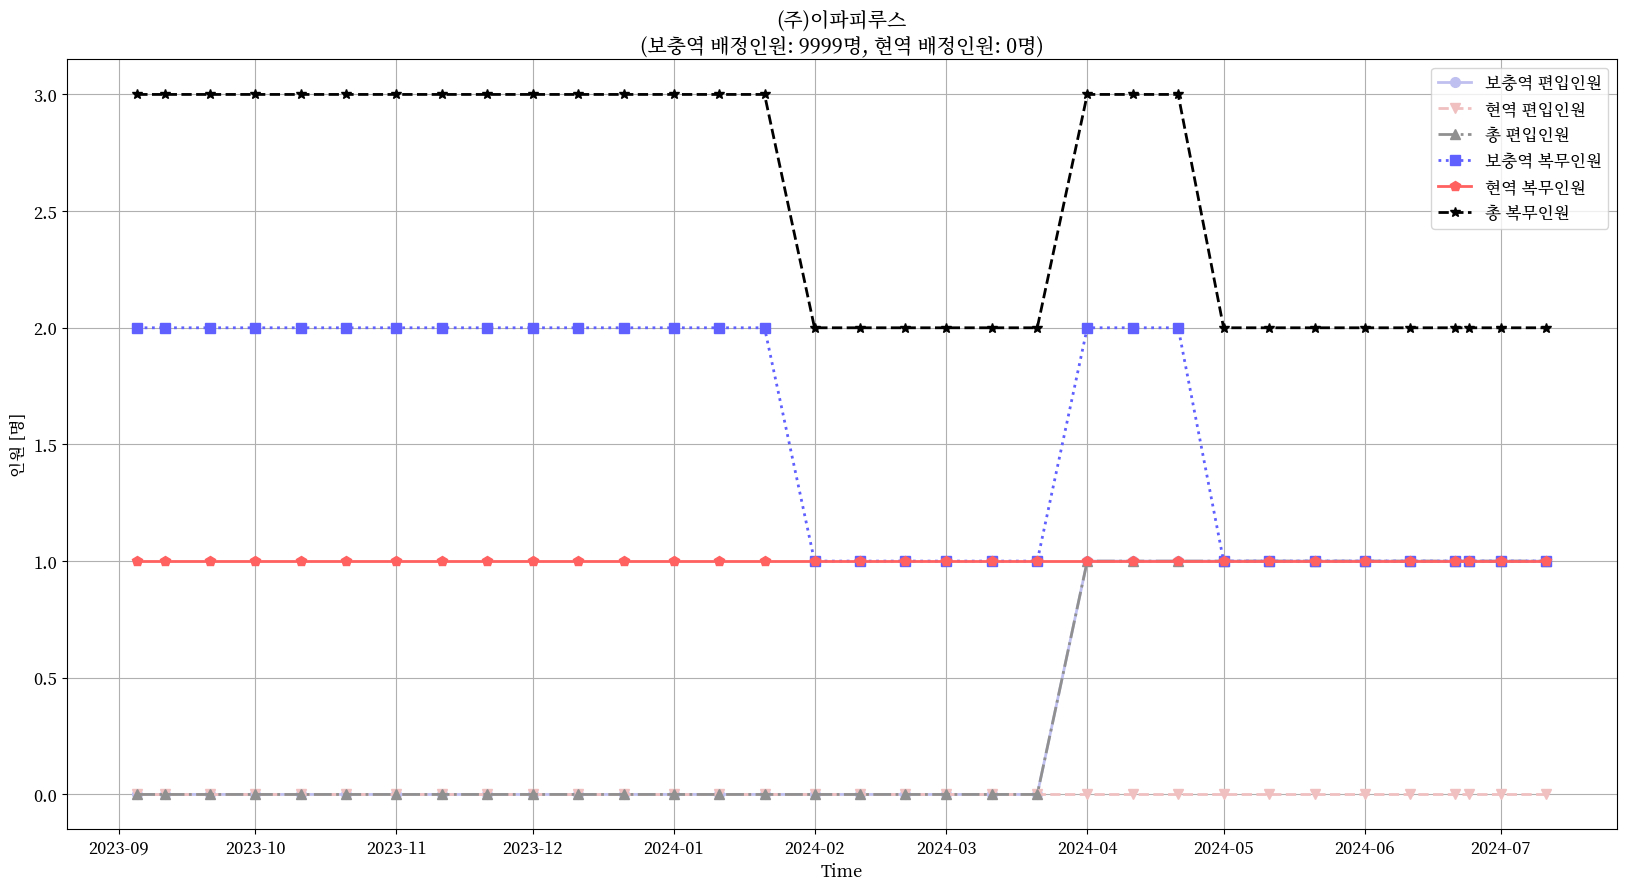 (주)이파피루스
(보충역 배정인원: 9999명, 현역 배정인원: 0명)
보충역 편입인원
현역 편입인원
총 편입인원
보충역 복무인원
현역 복무인원
총 복무인원
인원 [명]
3.0
2.5
2.0
1.5
1.0
0.5
0.0
2023-09 2023-10 2023-11 2023-12 2024-01 2024-02 2024-03 2024-04 2024-05 2024-06 2024-07
Time